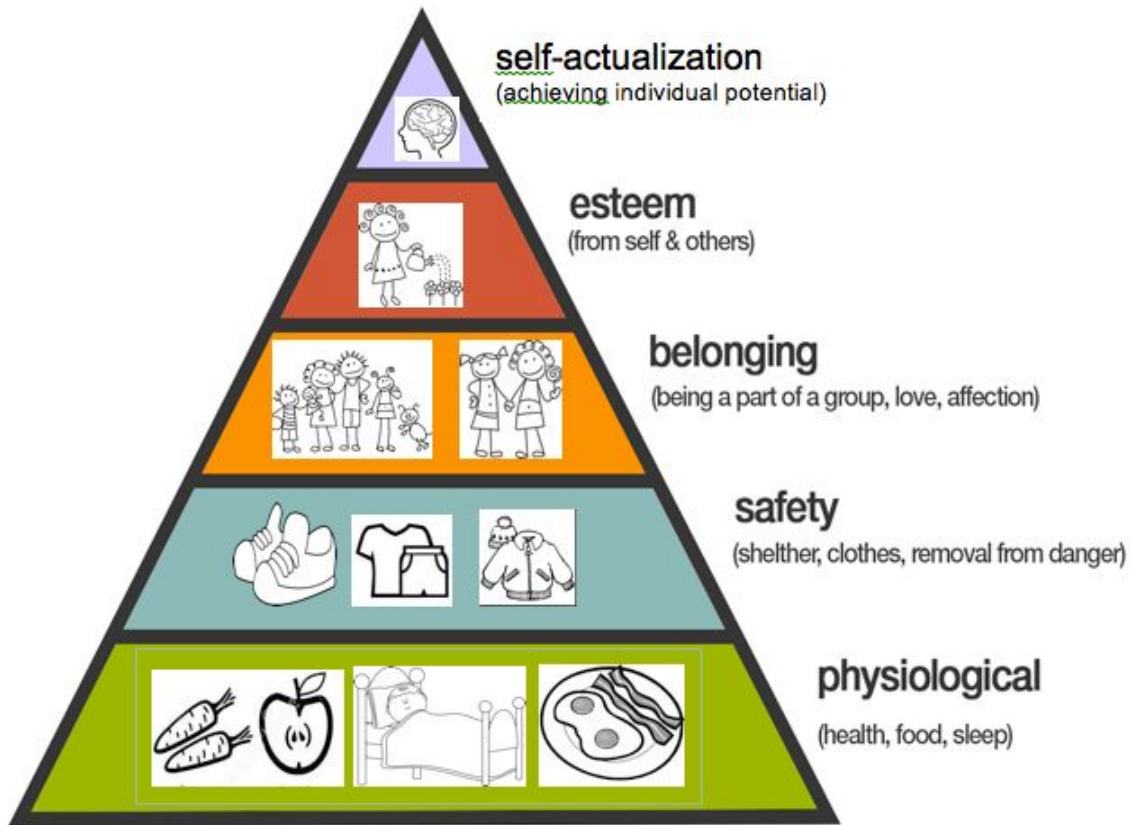 self-actualization
(achieving individual potential)
esteem
(from self & others)
belonging
(being a part of a group, love, affection)
safety
(shelther, clothes, removal from danger)
physiological
(health, food, sleep)